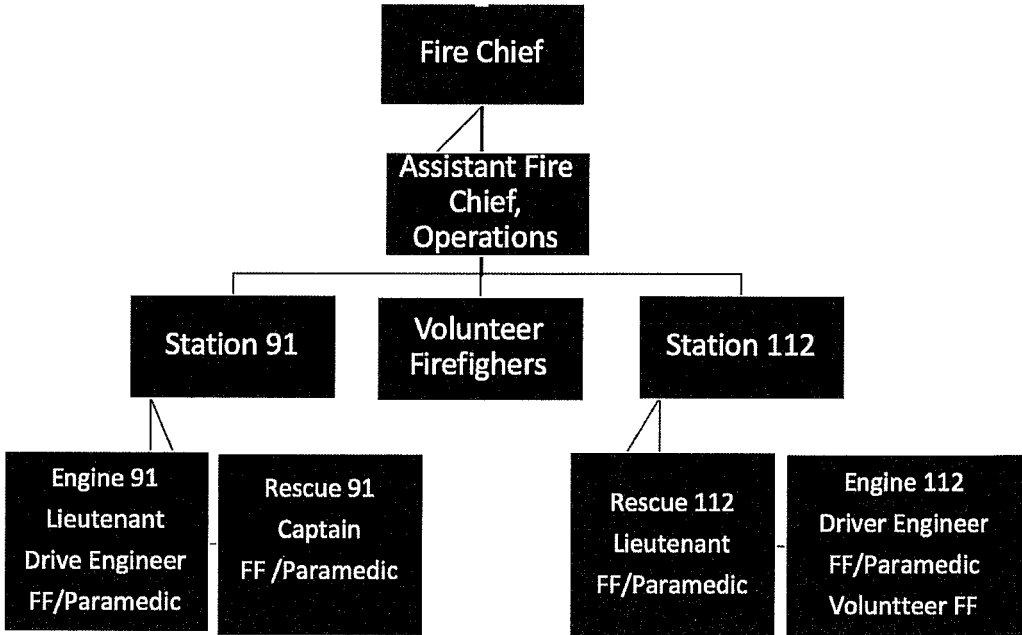 Fire Chief
Assistant Fire
Chief,
Operations
Station 91
Volunteer
Firefighers
Station 112
Engine 91
Lieutenant
Drive Engineer
FF/Paramedic
Rescue 91
Captain
FF /Paramedic
Rescue 112
Lieutenant
FF/Paramedic
Engine 112
Driver Engineer
FF/Paramedic
Voluntteer FF